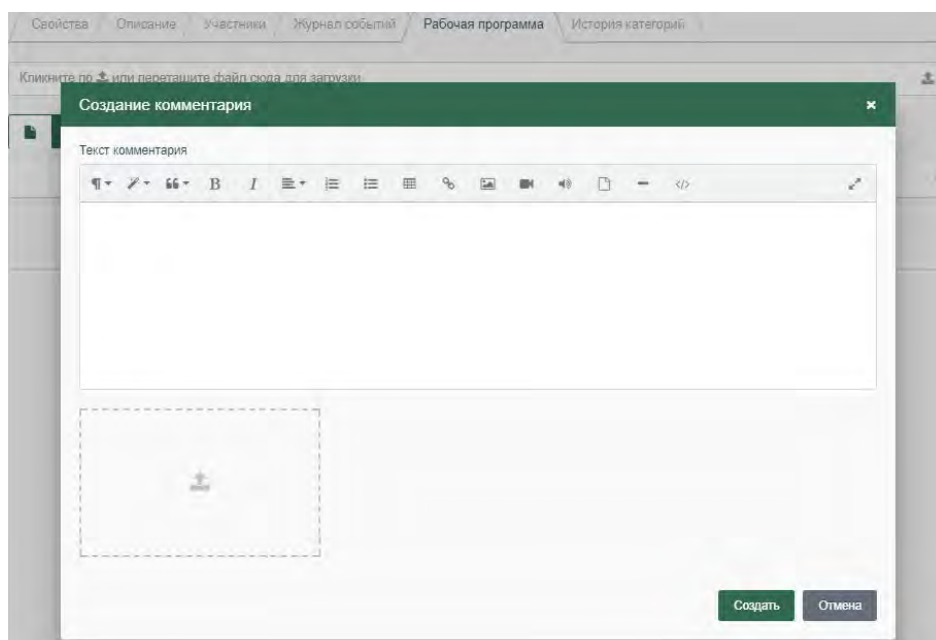 Свойства Описание Участники Журнал событий Рабочая программа История категорий
Кликните по или перетащите файл сюда для загрузки
Создание комментария ×
Текст комментария
¶ 66 B I </>
Создать Отмена